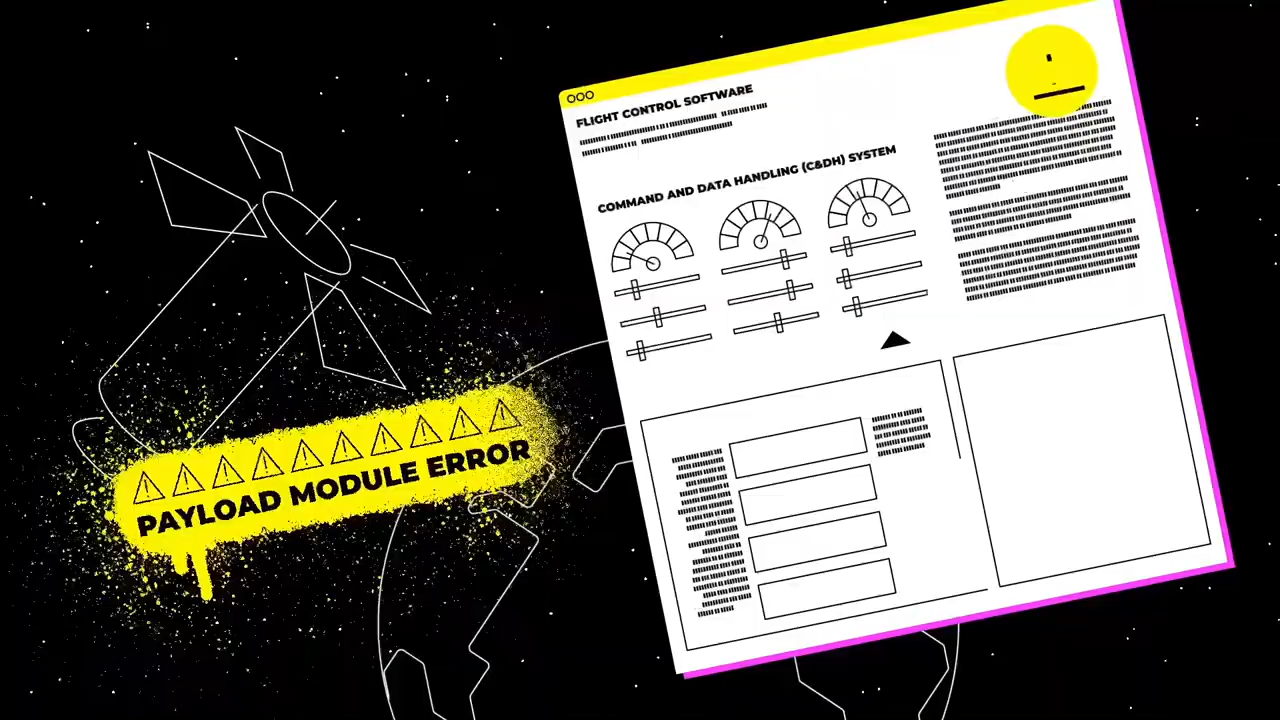 FLIGHT CONTROL SOFTWARE
COMMAND AND DATA HANDLING (C&DH) SYSTEM
PAYLOAD MODULE ERROR